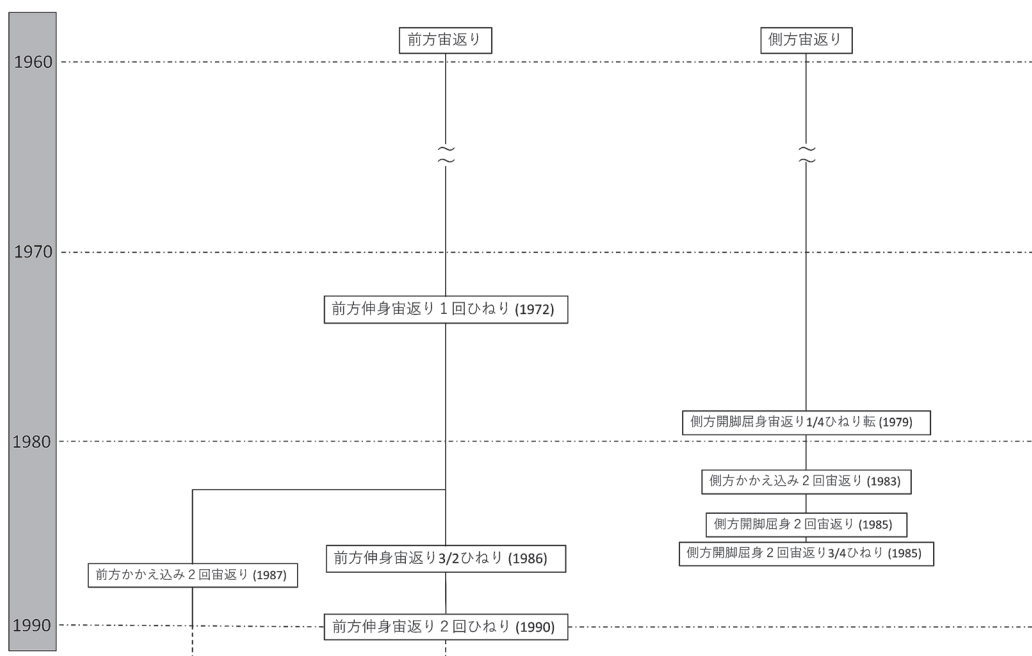 前方宙返り
側方宙返り
1960
1970
前方伸身宙返り１回ひねり (1972)
側方開脚屈身宙返り1/4ひねり転 (1979)
1980
側方かかえ込み２回宙返り (1983)
側方開脚屈身２回宙返り (1985)
側方開脚屈身２回宙返り3/4ひねり (1985)
前方伸身宙返り3/2ひねり (1986)
前方かかえ込み２回宙返り (1987)
1990
前方伸身宙返り２回ひねり (1990)